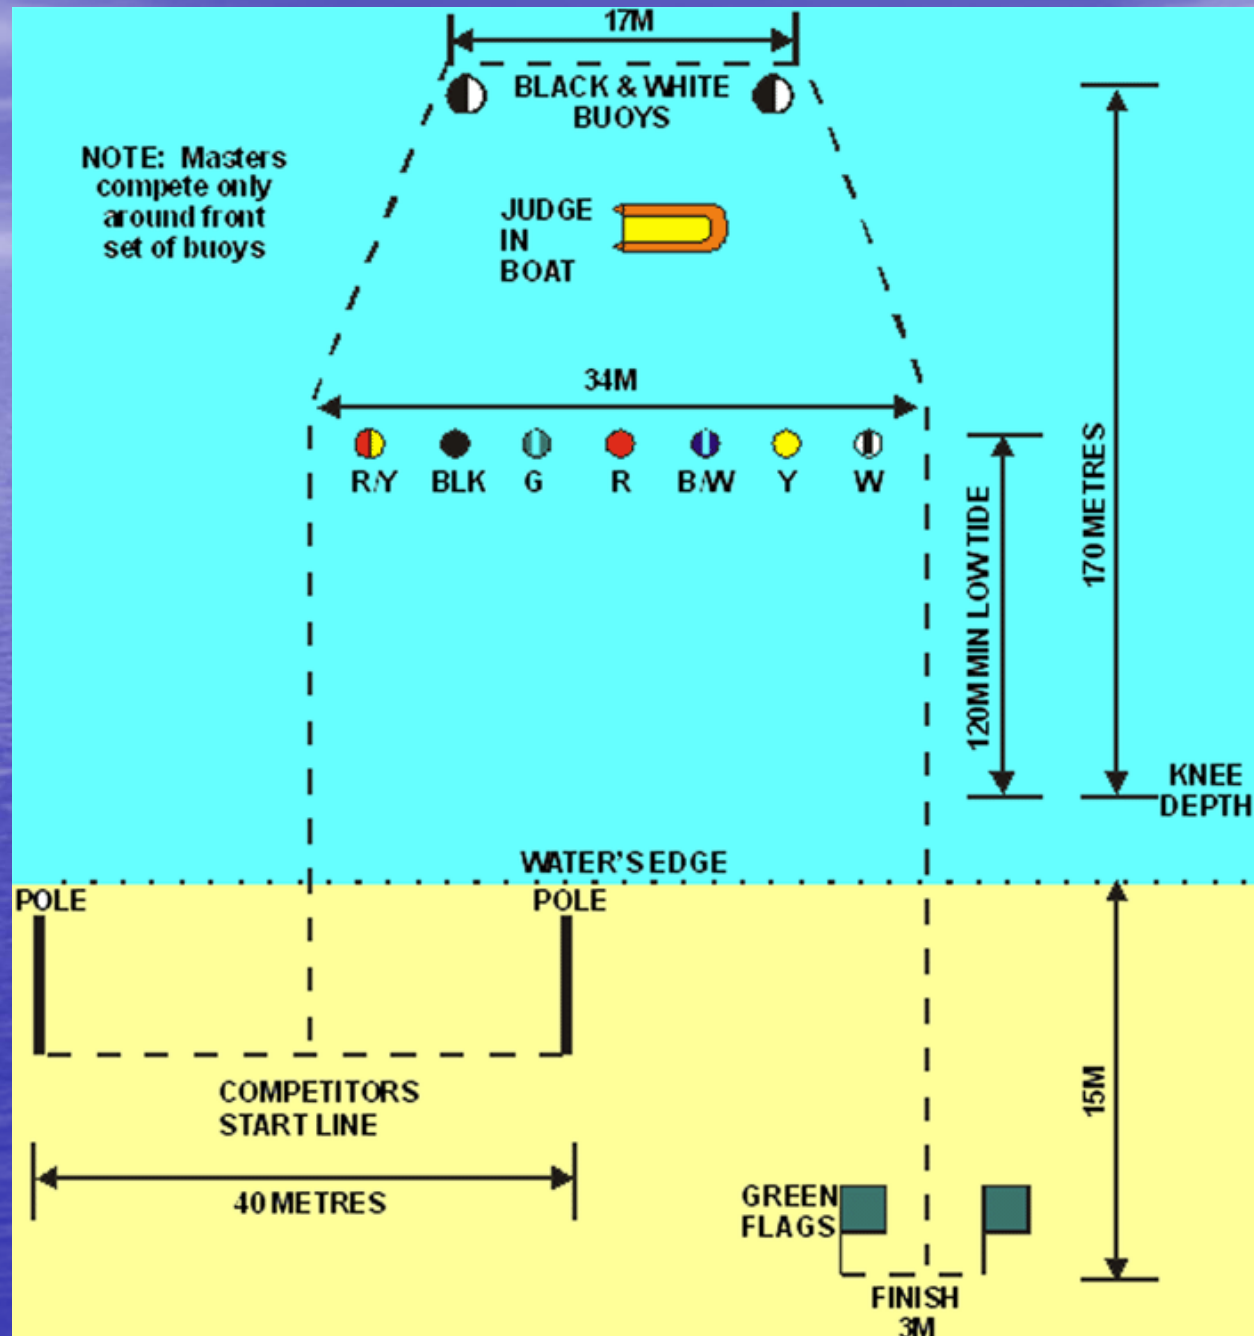 17M
BLACK & WHITE
BUOYS
NOTE: Masters
compete only
around front
set of buoys
JUDGE
IN
BOAT
34M
R/Y BLK G R B/W Y W
120M MIN LOW TIDE
170 METRES
KNEE
DEPTH
WATER'S EDGE
POLE POLE
COMPETITORS
START LINE
40 METRES
15M
GREEN
FLAGS
FINISH
3M